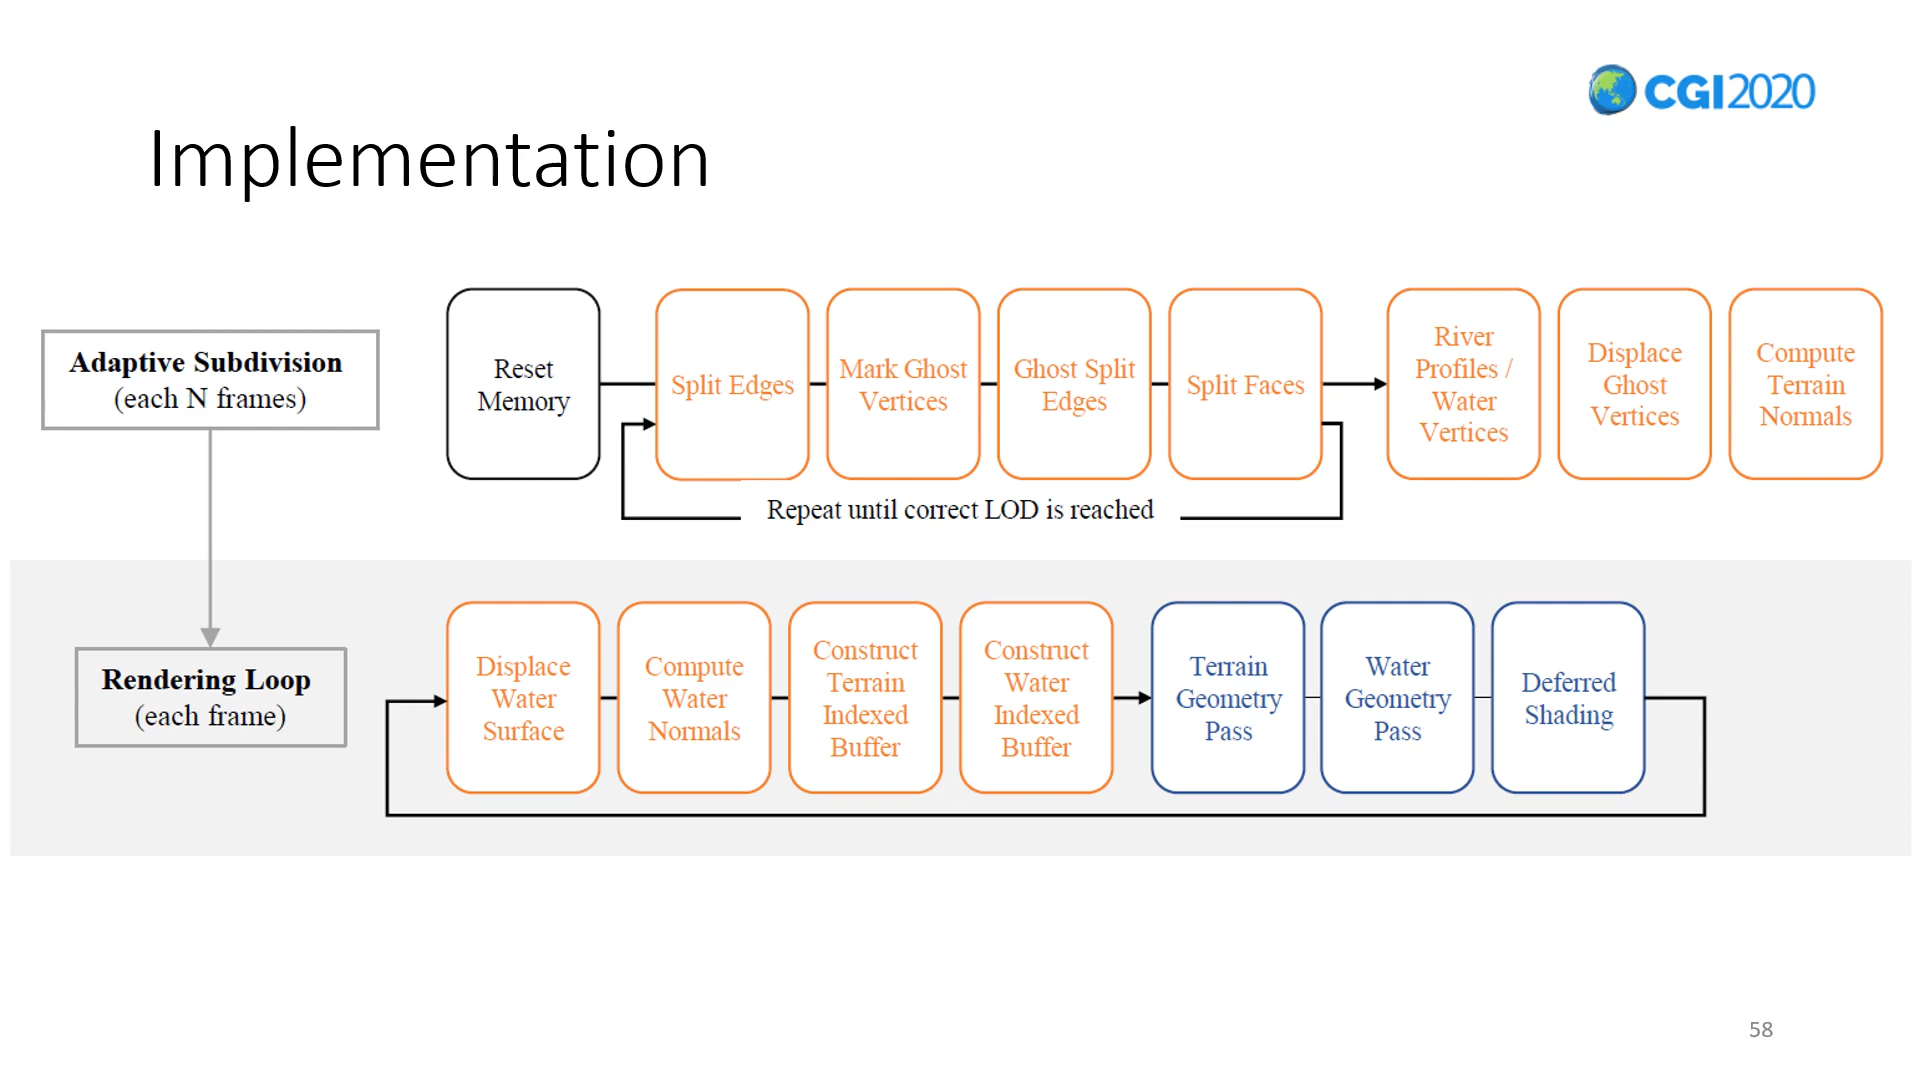 CGI2020
Implementation
Adaptive Subdivision
(each N frames)
Reset
Memory
Split Edges
Mark Ghost
Vertices
Ghost Split
Edges
Split Faces
River
Profiles /
Water
Vertices
Displace
Ghost
Vertices
Compute
Terrain
Normals
Repeat until correct LOD is reached
Rendering Loop
(each frame)
Displace
Water
Surface
Compute
Water
Normals
Construct
Terrain
Indexed
Buffer
Construct
Water
Indexed
Buffer
Terrain
Geometry
Pass
Water
Geometry
Pass
Deferred
Shading
58